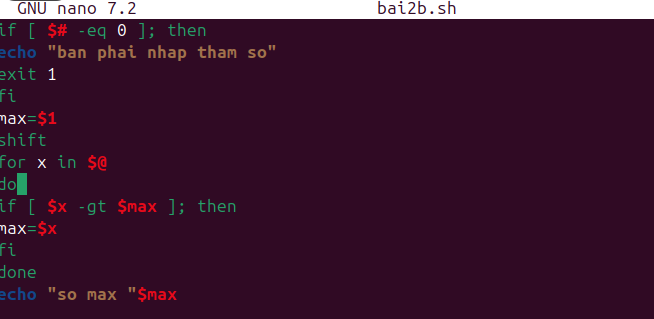 GNU nano 7.2 bai2b.sh
if [ $# -eq 0 ]; then
echo "ban phai nhap tham so"
exit 1
fi
max=$1
shift
for x in $@
do
if [ $x -gt $max ]; then
max=$x
fi
done
echo "so max "$max